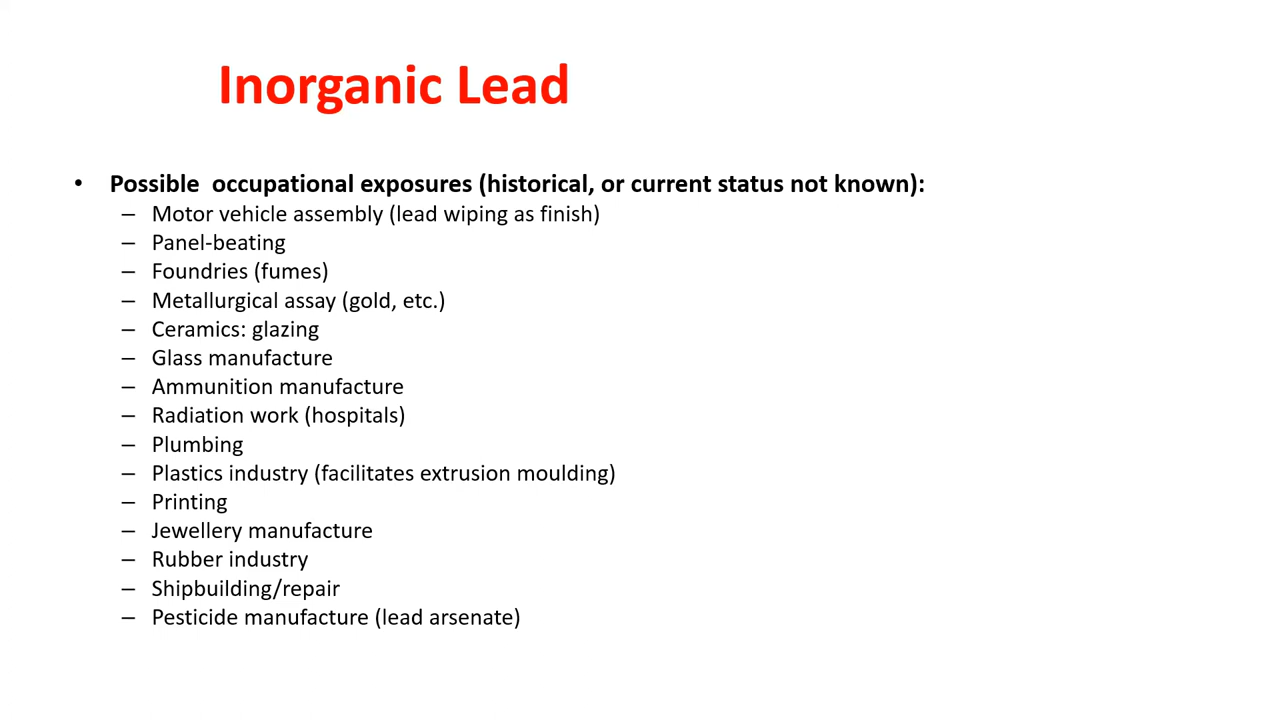 Inorganic Lead
• Possible  occupational exposures (historical, or current status not known):
– Motor vehicle assembly (lead wiping as finish)
– Panel-beating
– Foundries (fumes)
– Metallurgical assay (gold, etc.)
– Ceramics: glazing
– Glass manufacture
– Ammunition manufacture
– Radiation work (hospitals)
– Plumbing
– Plastics industry (facilitates extrusion moulding)
– Printing
– Jewellery manufacture
– Rubber industry
– Shipbuilding/repair
– Pesticide manufacture (lead arsenate)